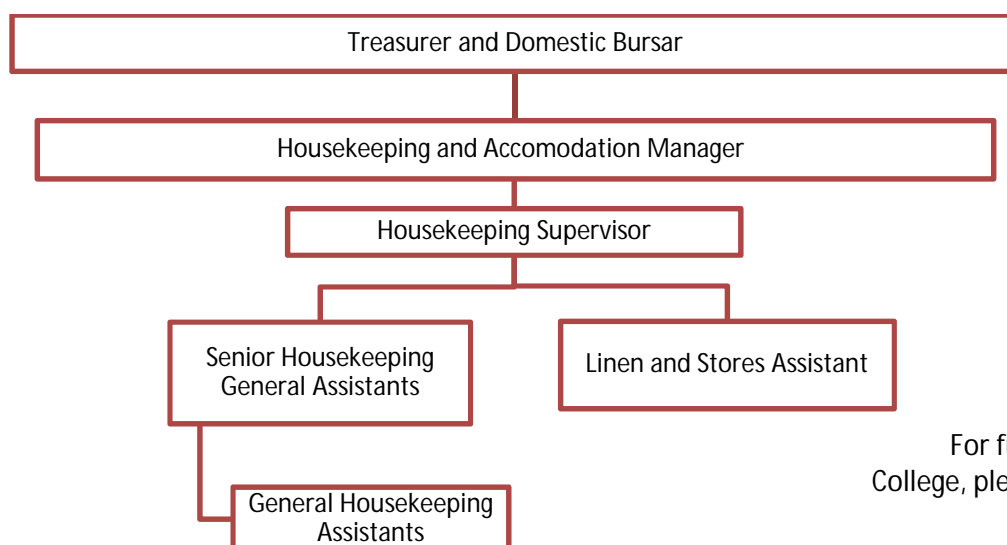 Treasurer and Domestic Bursar
Housekeeping and Accomodation Manager
Housekeeping Supervisor
Senior Housekeeping
General Assistants
Linen and Stores Assistant
General Housekeeping
Assistants
For
College,